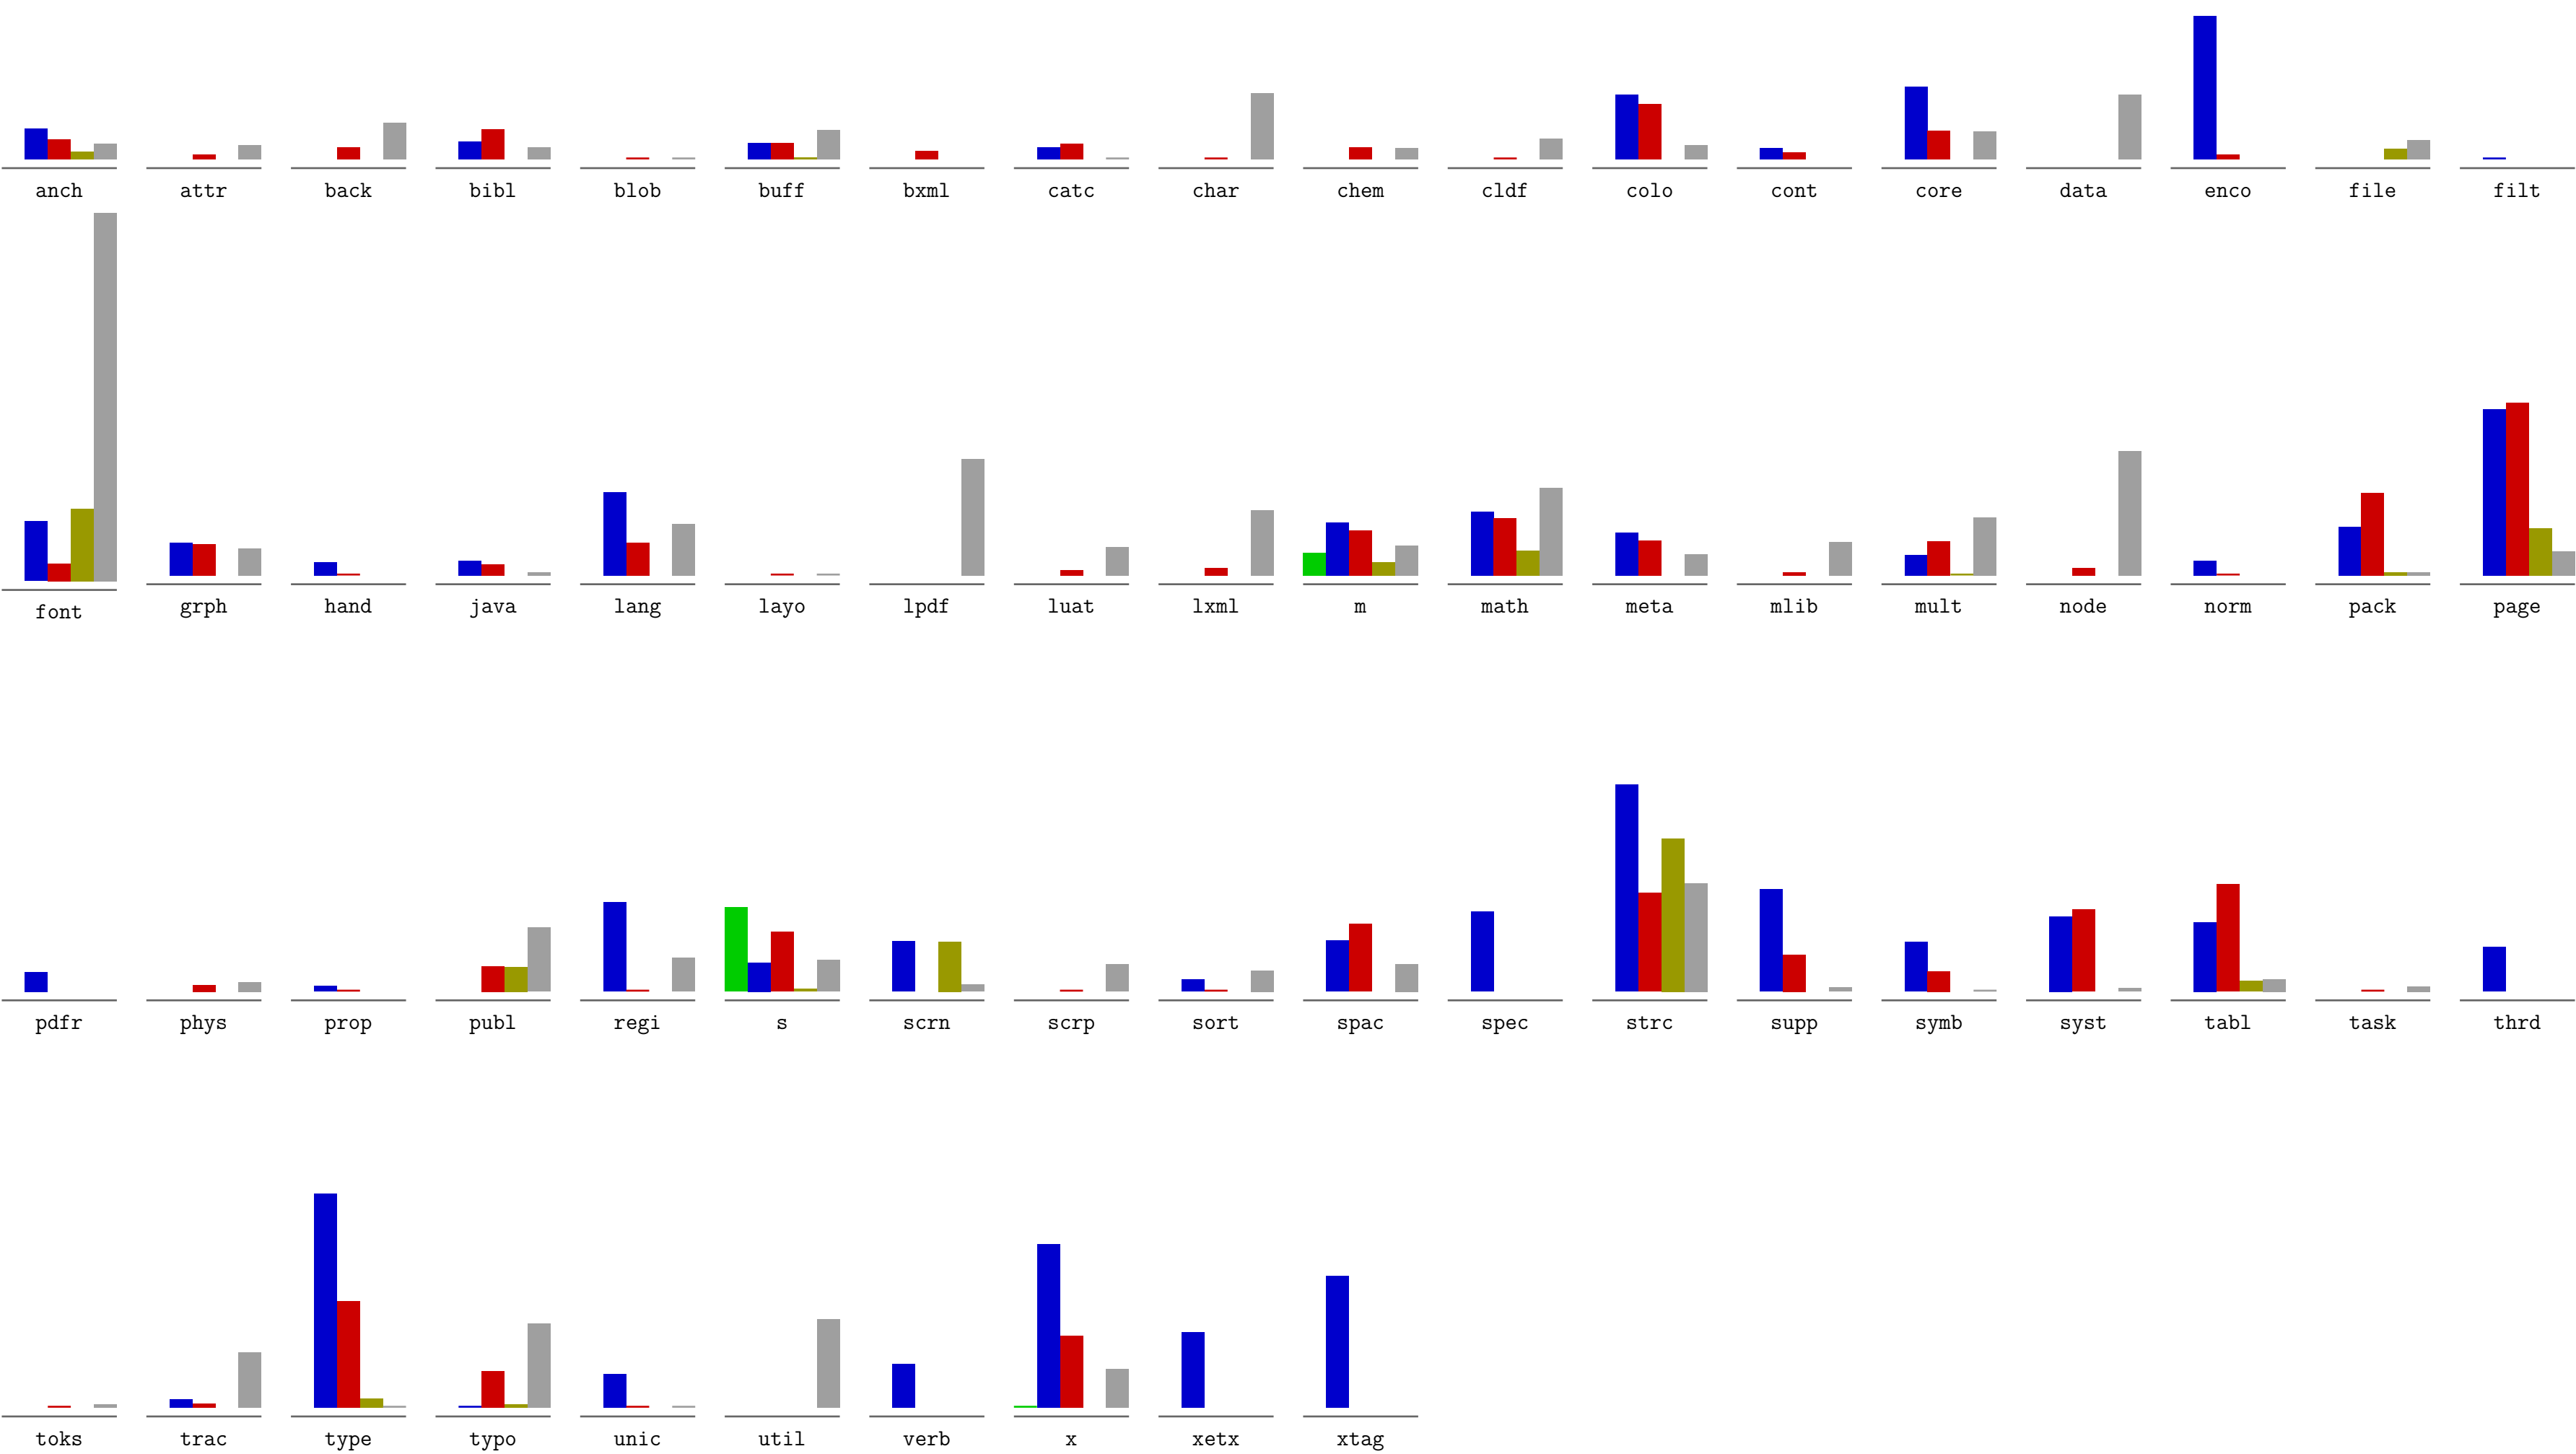 anch attr back bibl blob buff bxml catc char chem cldf colo cont core data enco file filt
font grph hand java lang layo lpdf luat lxml m math meta mlib mult node norm pack page
pdfr phys prop publ regi s scrn scrp sort spac spec strc supp symb syst tabl task thrd
toks trac type typo unic util verb x xetx xtag